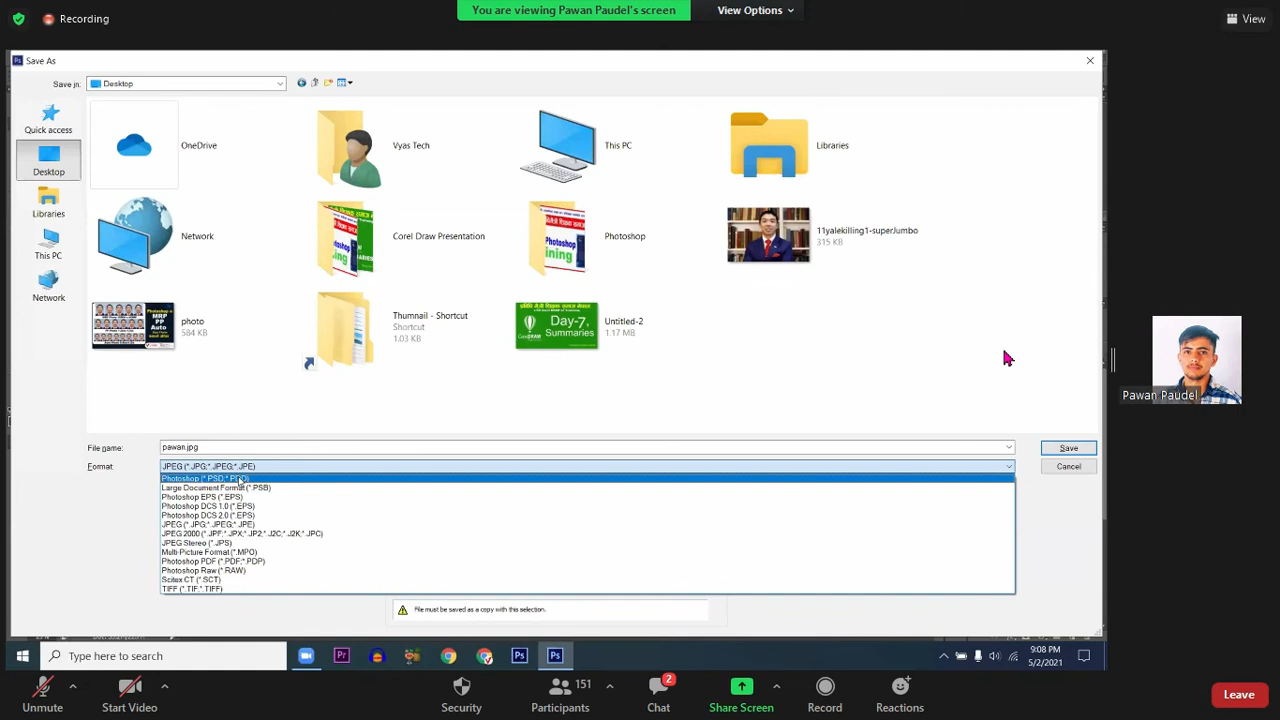 Recording
You are viewing Pawan Paudel's screen
View Options
View
Save As
Save in:
Desktop
Quick access
Desktop
Libraries
This PC
Network
OneDrive
Vyas Tech
This PC
Libraries
Network
Corel Draw Presentation
Photoshop
11yalekilling1-superJumbo
315 KB
photo
584 KB
Thumnail - Shortcut
Shortcut
1.03 KB
Day-7
Summaries
Untitled-2
1.17 MB
Pawan Paudel
File name:
pawan.jpg
Save
Format:
JPEG (*.JPG;*.JPEG;*.JPE)
Cancel
Photoshop (*.PSD;*.PDD)
Large Document Format (*.PSB)
Photoshop EPS (*.EPS)
Photoshop DCS 1.0 (*.EPS)
Photoshop DCS 2.0 (*.EPS)
JPEG (*.JPG;*.JPEG;*.JPE)
JPEG 2000 (*.JPF;*.JPX;*.JP2;*.J2C;*.J2K;*.JPC)
JPEG Stereo (*.JPS)
Multi-Picture Format (*.MPO)
Photoshop PDF (*.PDF;*.PDP)
Photoshop Raw (*.RAW)
Scitex CT (*.SCT)
TIFF (*.TIF;*.TIFF)
File must be saved as a copy with this selection.
Type here to search
9:08 PM
5/2/2021
Unmute
Start Video
Security
Participants
151
Chat
2
Share Screen
Record
Reactions
Leave